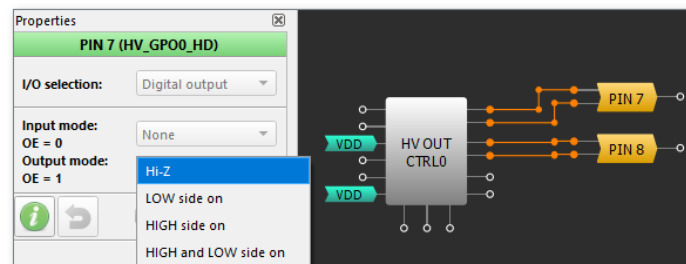 Properties
PIN 7 (HV_GPO0_HD)
I/O selection:
Digital output
Input mode:
OE = 0
None
Output mode:
OE = 1
Hi-Z
LOW side on
HIGH side on
HIGH and LOW side on
VDD
VDD
HV OUT
CTRL0
PIN 7
PIN 8